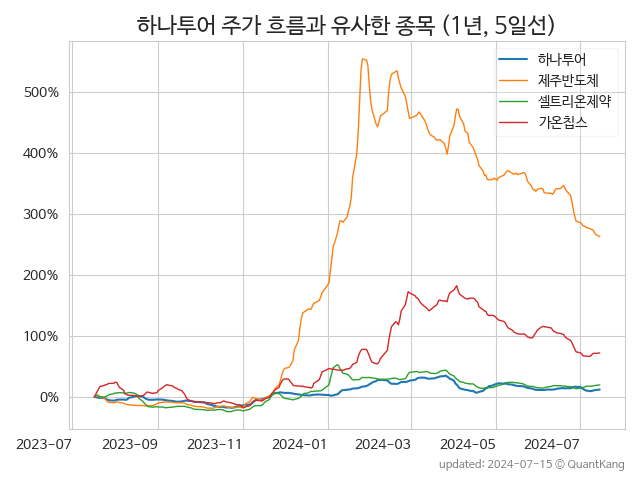 하나투어 주가 흐름과 유사한 종목 (1년, 5일선)
하나투어
제주반도체
셀트리온제약
가온칩스
500%
400%
300%
200%
100%
0%
2023-07 2023-09 2023-11 2024-01 2024-03 2024-05 2024-07
updated: 2024-07-15 © QuantKang